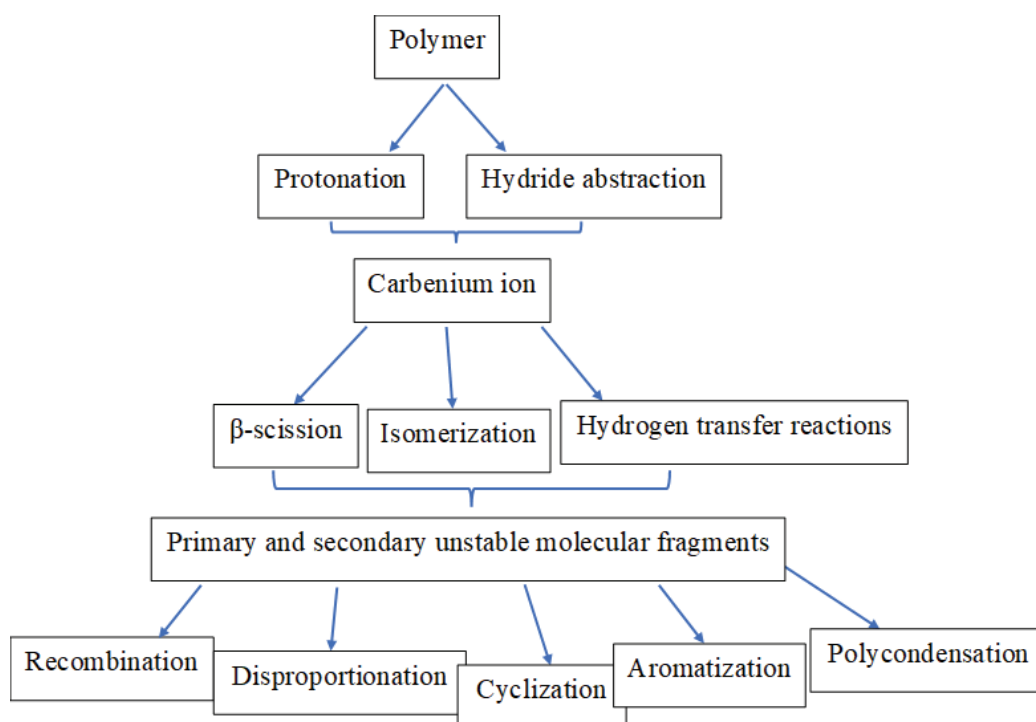 Polymer
Protonation
Hydride abstraction
Carbenium ion
β-scission
Isomerization
Hydrogen transfer reactions
Primary and secondary unstable molecular fragments
Recombination
Disproportionation
Cyclization
Aromatization
Polycondensation